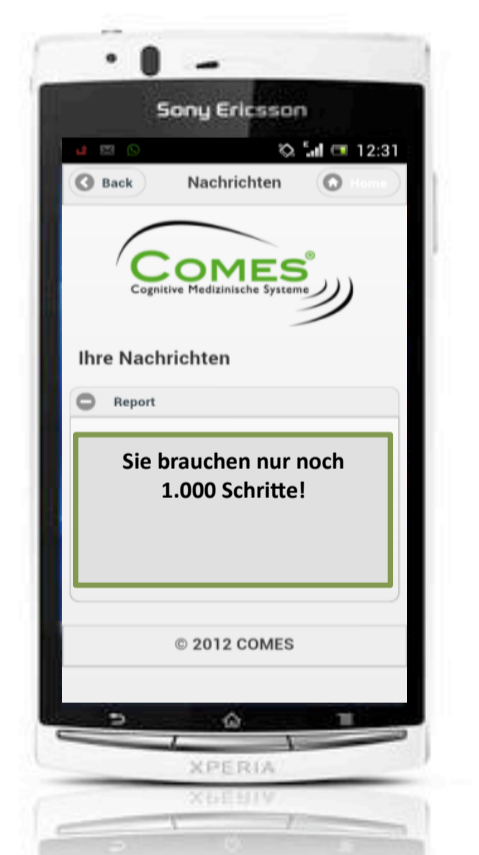 Sony Ericsson
12:31
Back
Nachrichten
Home
COMES®
Cognitive Medizinische Systeme
Ihre Nachrichten
Report
Sie brauchen nur noch
1.000 Schritte!
© 2012 COMES
XPERIA